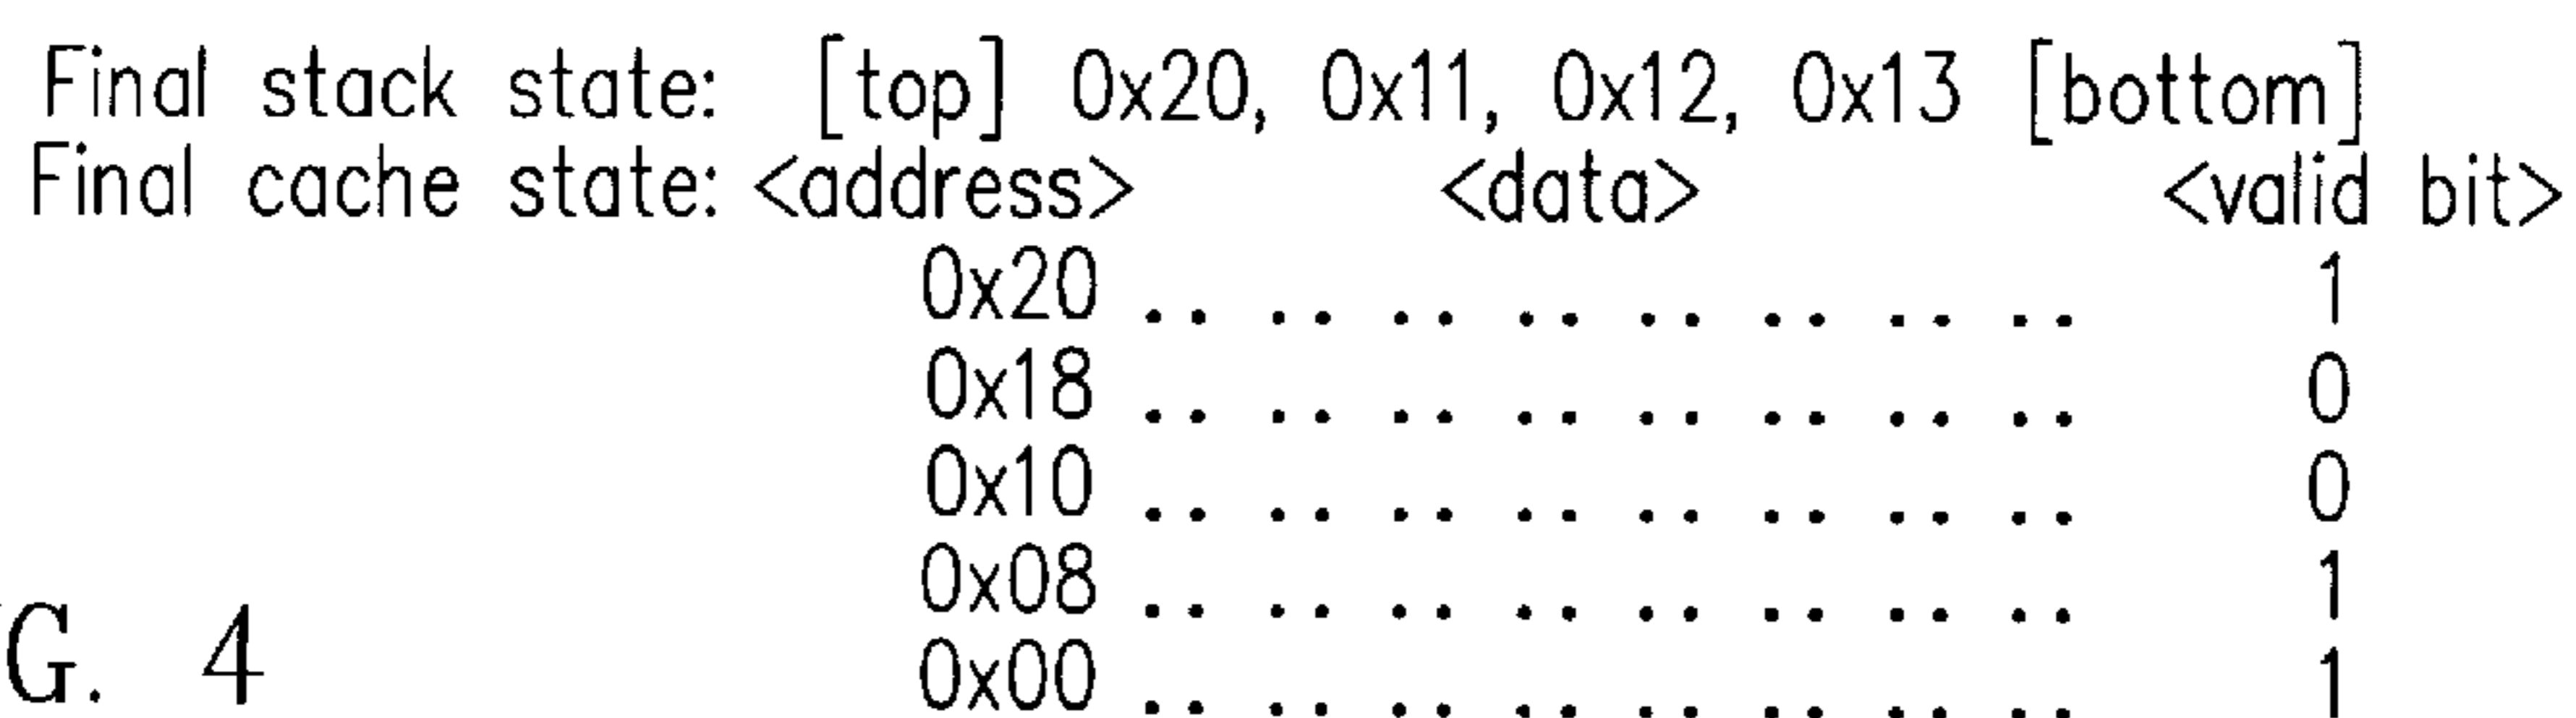 Final stack state: [top] 0x20, 0x11, 0x12, 0x13 [bottom]
Final cache state: <address> <data> <valid bit>
0x20 .. .. .. .. .. .. .. .. 1
0x18 .. .. .. .. .. .. .. .. 0
0x10 .. .. .. .. .. .. .. .. 0
0x08 .. .. .. .. .. .. .. .. 1
0x00 .. .. .. .. .. .. .. .. 1
G. 4